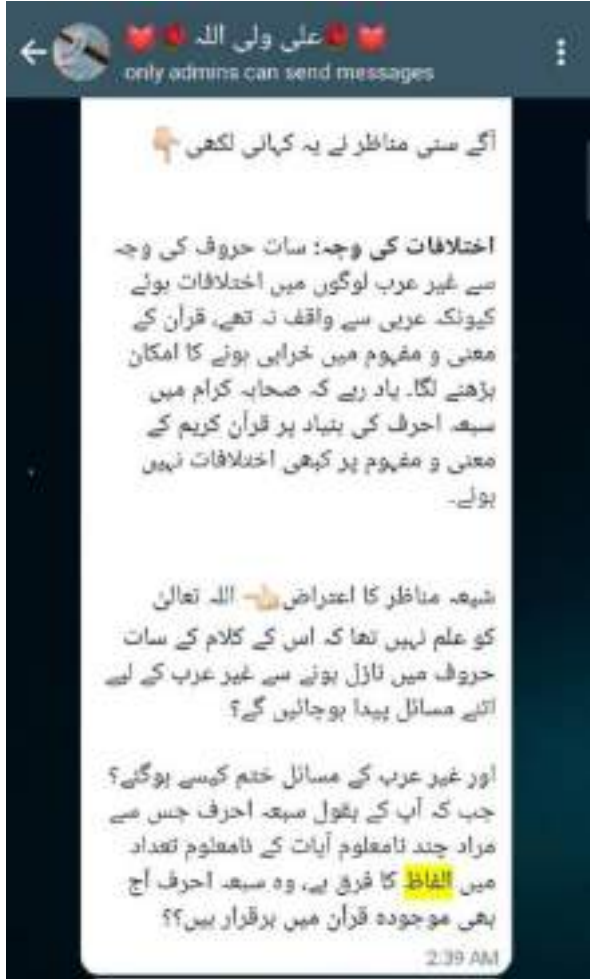 علی ولی اللہ
only admins can send messages
آگے سنی مناظر نے یہ کہانی لکھی
اختلافات کی وجہ: سات حروف کی وجہ
سے غیر عرب لوگوں میں اختلافات ہوئے
کیونکہ عربی سے واقف نہ تھے، قرآن کے
معنی و مفہوم میں خرابی ہونے کا امکان
بڑھنے لگا۔ یاد رہے کہ صحابہ کرام میں
سبعہ احرف کی بنیاد پر قرآن کریم کے
معنی و مفہوم پر کبھی اختلافات نہیں
ہوئے۔
شیعہ مناظر کا اعتراض👈 اللہ تعالیٰ
کو علم نہیں تھا کہ اس کے کلام کے سات
حروف میں نازل ہونے سے غیر عرب کے لیے
اتنے مسائل پیدا ہوجائیں گے؟
اور غیر عرب کے مسائل ختم کیسے ہوگئے؟
جب کہ آپ کے بقول سبعہ احرف جس سے
مراد چند نامعلوم آیات کے نامعلوم تعداد
میں الفاظ کا فرق ہے، وہ سبعہ احرف آج
بھی موجودہ قرآن میں برقرار ہیں؟؟
2:39 AM